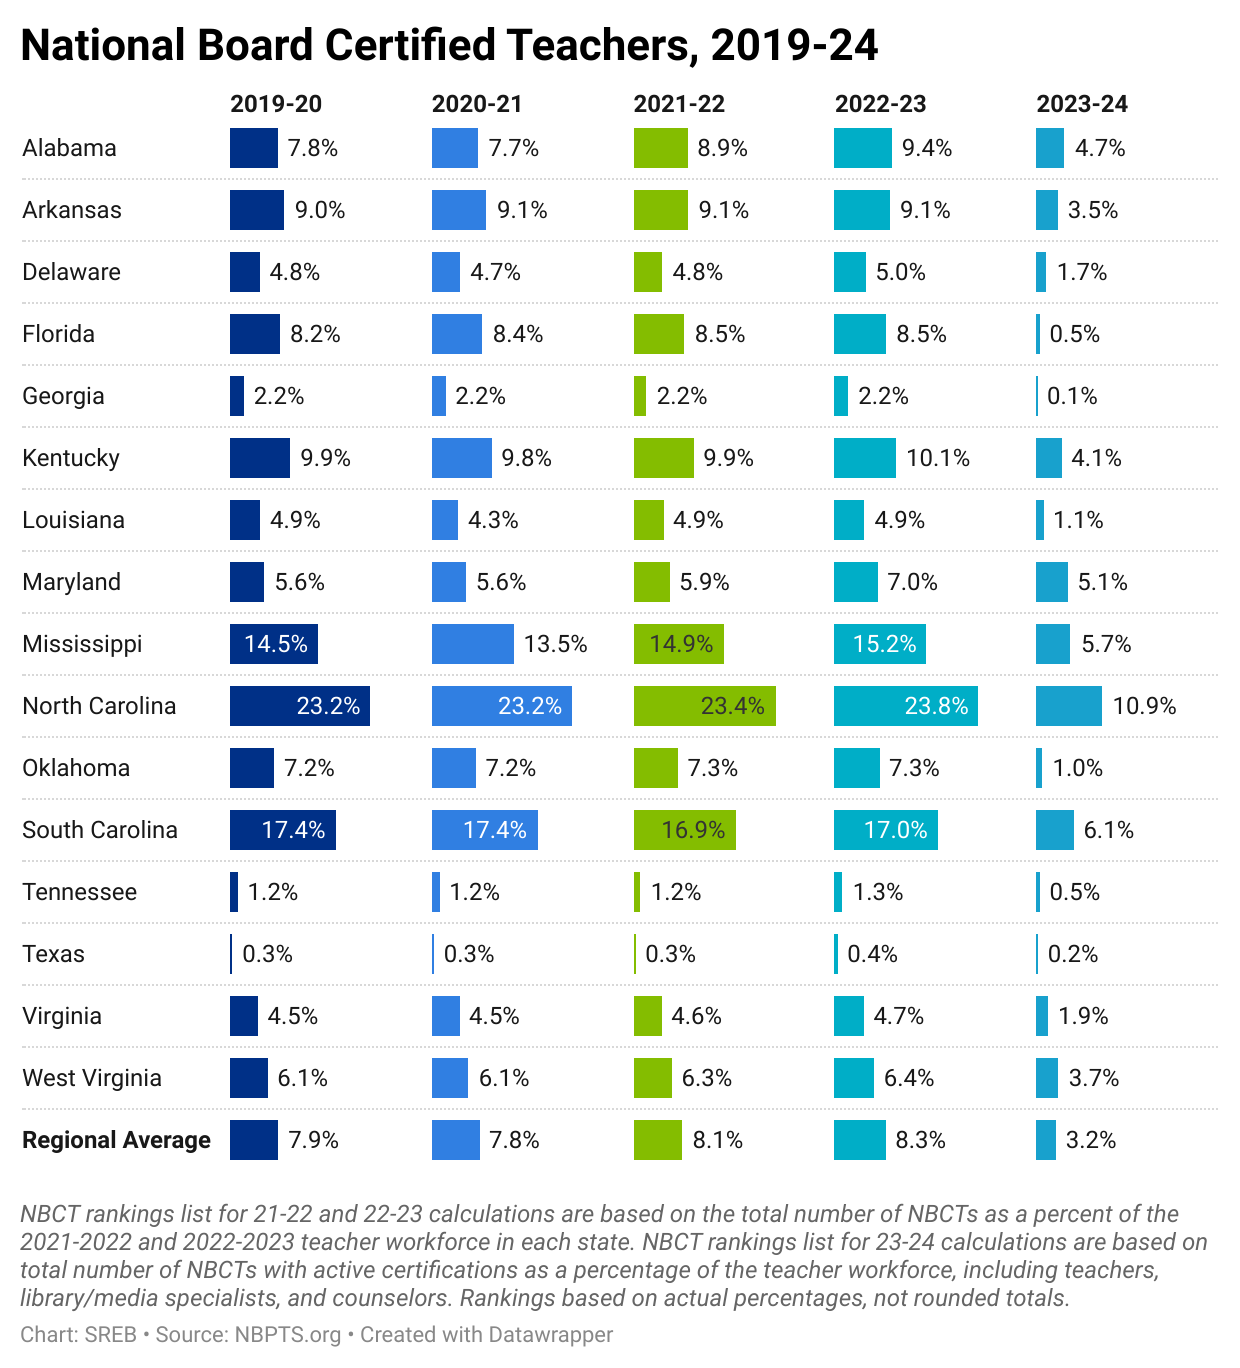 National Board Certified Teachers, 2019-24
2019-20 2020-21 2021-22 2022-23 2023-24
Alabama 7.8% 7.7% 8.9% 9.4% 4.7%
Arkansas 9.0% 9.1% 9.1% 9.1% 3.5%
Delaware 4.8% 4.7% 4.8% 5.0% 1.7%
Florida 8.2% 8.4% 8.5% 8.5% 0.5%
Georgia 2.2% 2.2% 2.2% 2.2% 0.1%
Kentucky 9.9% 9.8% 9.9% 10.1% 4.1%
Louisiana 4.9% 4.3% 4.9% 4.9% 1.1%
Maryland 5.6% 5.6% 5.9% 7.0% 5.1%
Mississippi 14.5% 13.5% 14.9% 15.2% 5.7%
North Carolina 23.2% 23.2% 23.4% 23.8% 10.9%
Oklahoma 7.2% 7.2% 7.3% 7.3% 1.0%
South Carolina 17.4% 17.4% 16.9% 17.0% 6.1%
Tennessee 1.2% 1.2% 1.2% 1.3% 0.5%
Texas 0.3% 0.3% 0.3% 0.4% 0.2%
Virginia 4.5% 4.5% 4.6% 4.7% 1.9%
West Virginia 6.1% 6.1% 6.3% 6.4% 3.7%
Regional Average 7.9% 7.8% 8.1% 8.3% 3.2%
NBCT rankings list for 21-22 and 22-23 calculations are based on the total number of NBCTs as a percent of the
2021-2022 and 2022-2023 teacher workforce in each state. NBCT rankings list for 23-24 calculations are based on
total number of NBCTs with active certifications as a percentage of the teacher workforce, including teachers,
library/media specialists, and counselors. Rankings based on actual percentages, not rounded totals.
Chart: SREB • Source: NBPTS.org • Created with Datawrapper